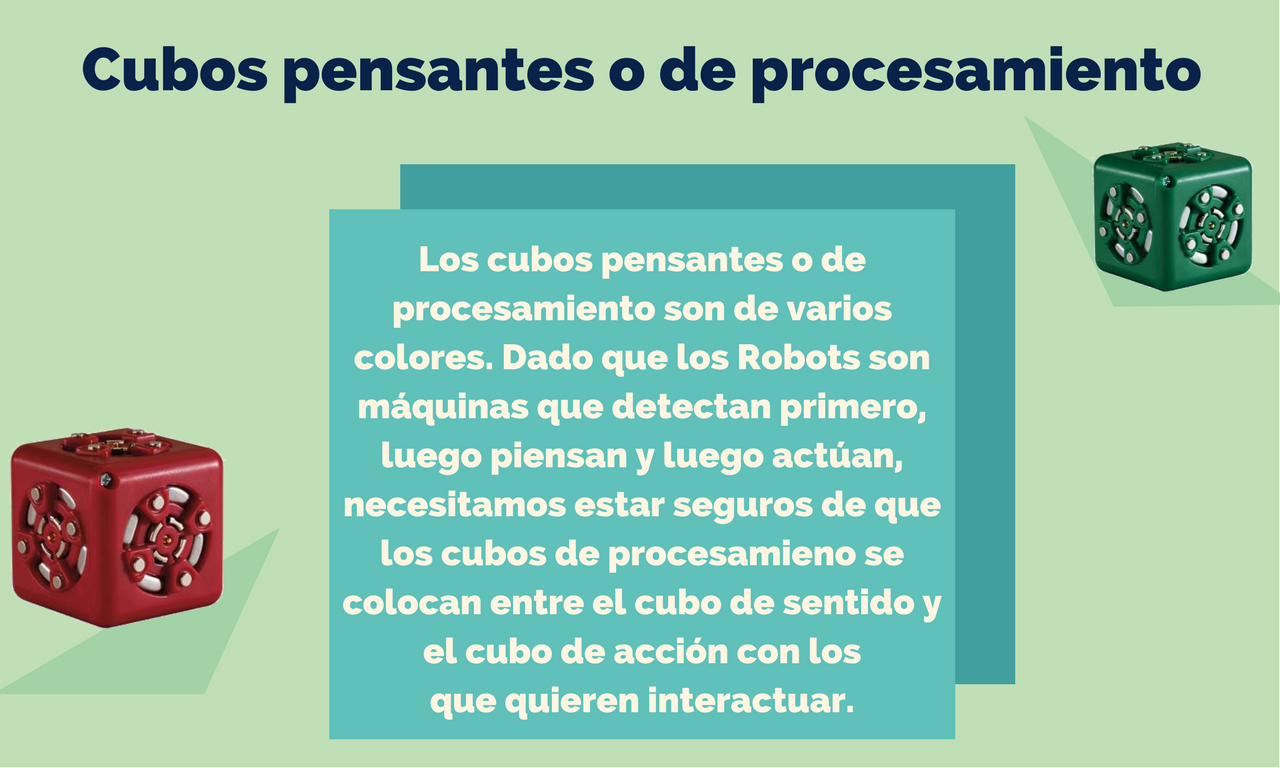 Cubos pensantes o de procesamiento
Los cubos pensantes o de
procesamiento son de varios
colores. Dado que los Robots son
máquinas que detectan primero,
luego piensan y luego actúan,
necesitamos estar seguros de que
los cubos de procesamieno se
colocan entre el cubo de sentido y
el cubo de acción con los
que quieren interactuar.